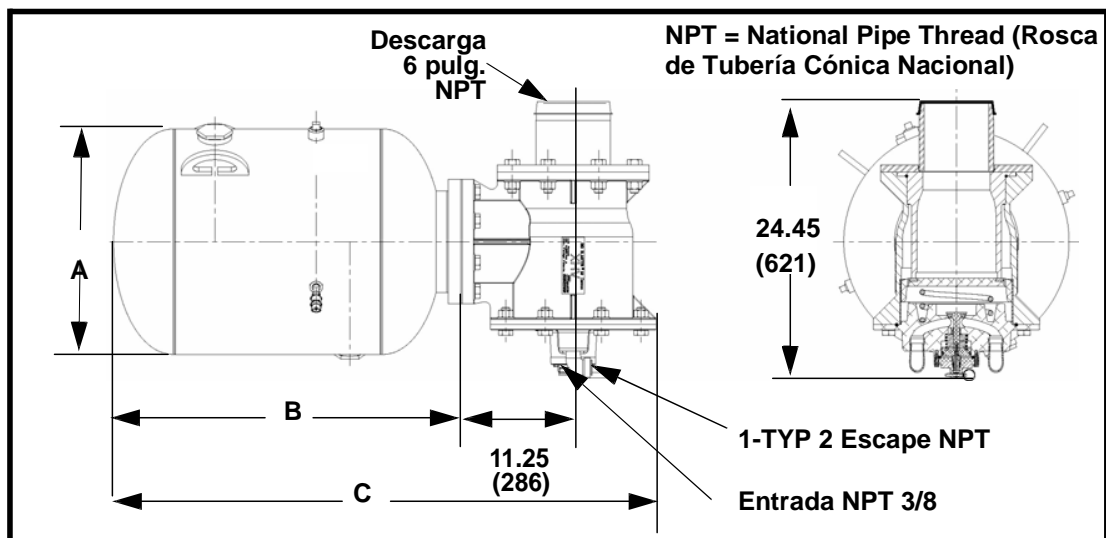 Descarga
6 pulg.
NPT
NPT = National Pipe Thread (Rosca
de Tubería Cónica Nacional)
A
24.45
(621)
B
11.25
(286)
C
1-TYP 2 Escape NPT
Entrada NPT 3/8